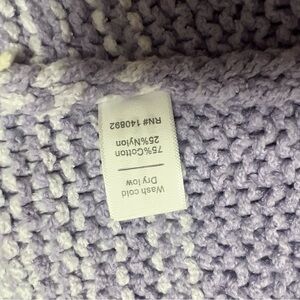 Wash cold
Dry low
75%Cotton
25%Nylon
RN# 140892